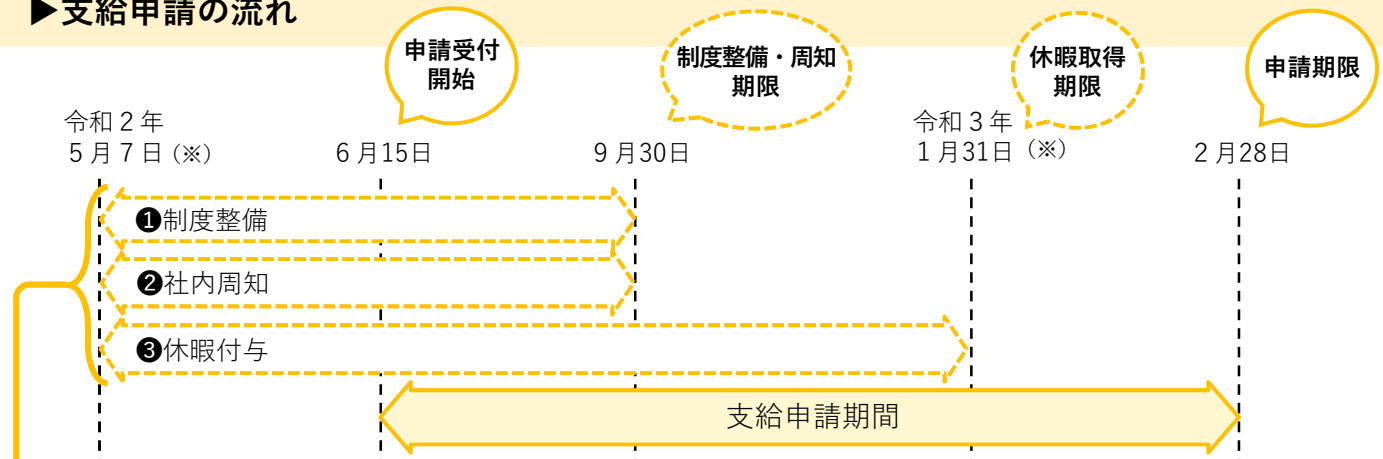 ▶支給申請の流れ
申請受付
開始
制度整備・周知
期限
休暇取得
期限
申請期限
令和２年
５月７日（※）
６月15日
９月30日
令和３年
１月31日（※）
２月28日
❶制度整備
❷社内周知
❸休暇付与
支給申請期間